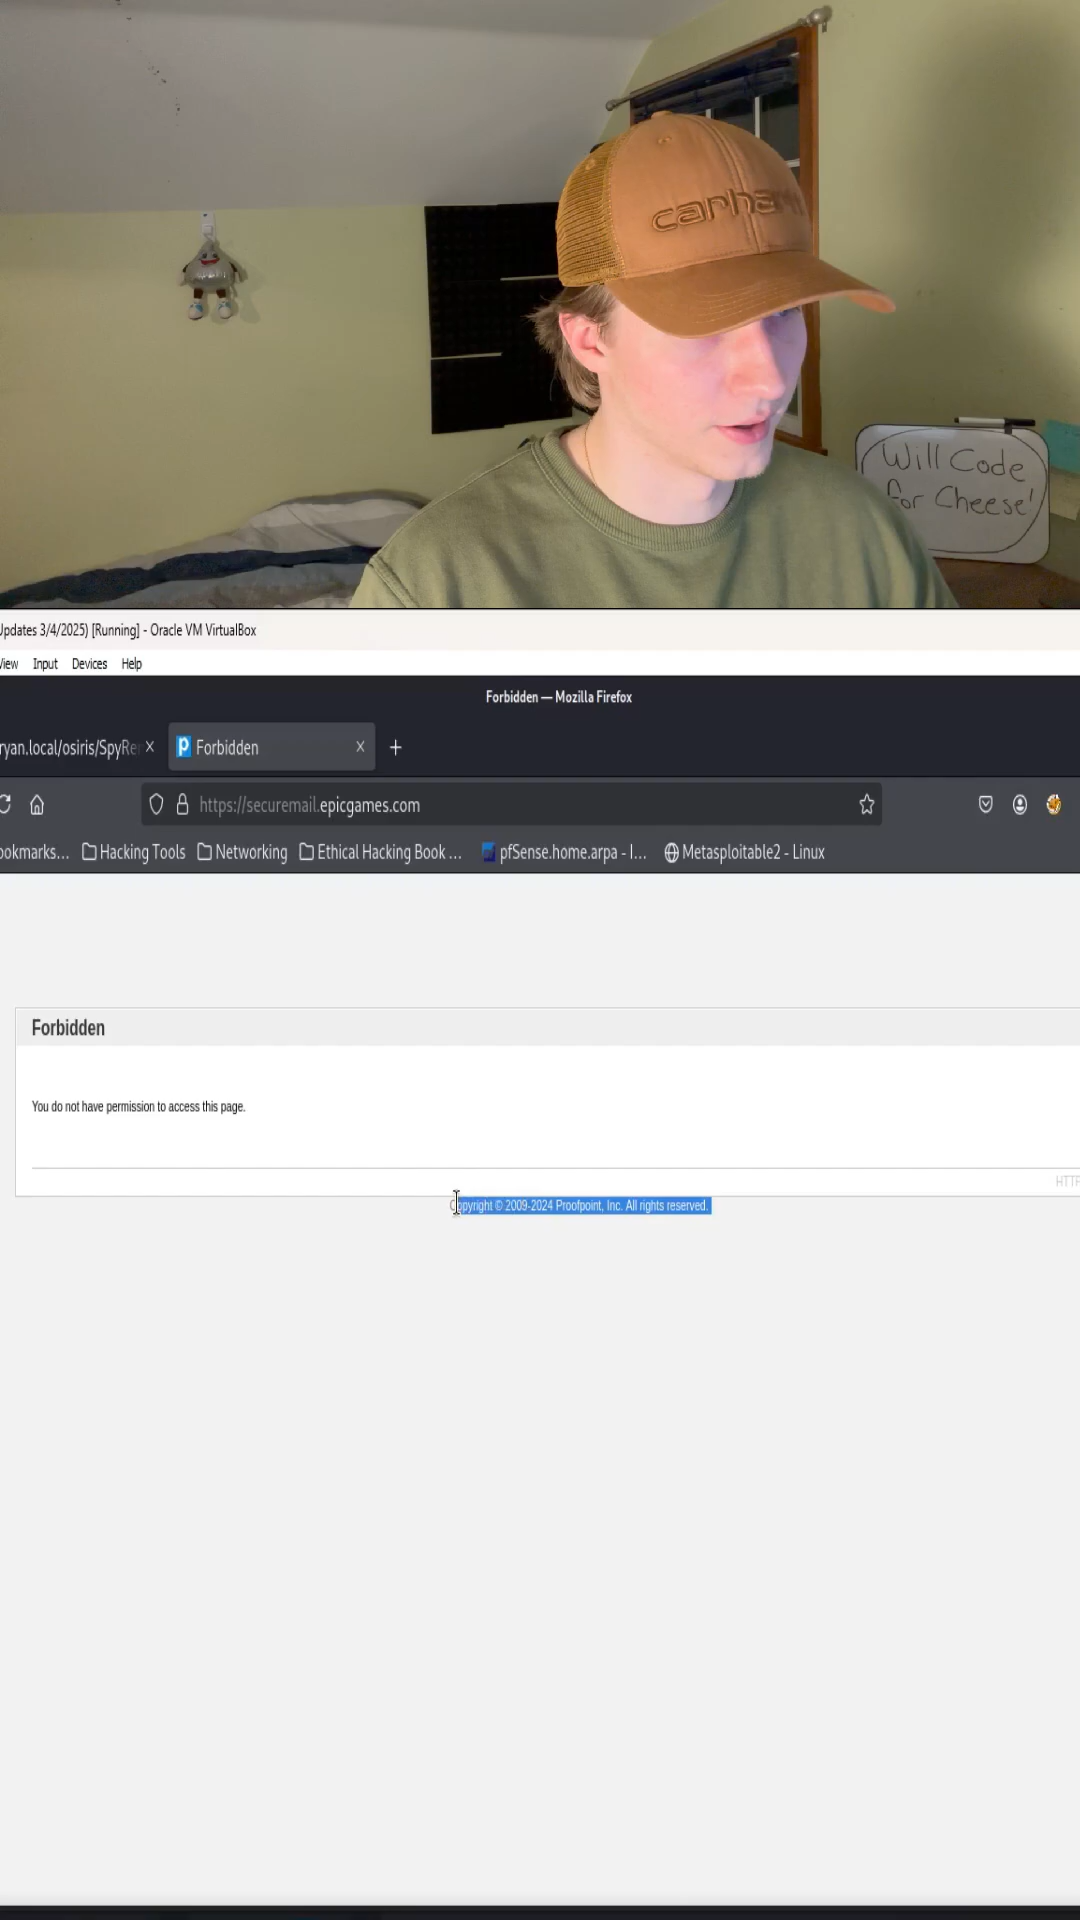 carhartt
Will Code
for Cheese!
Updates 3/4/2025) [Running] - Oracle VM VirtualBox
View Input Devices Help
Forbidden — Mozilla Firefox
ryan.local/osiris/SpyRe
Forbidden
https://securemail.epicgames.com
ookmarks... Hacking Tools Networking Ethical Hacking Book ... pfSense.home.arpa - I... Metasploitable2 - Linux
Forbidden
You do not have permission to access this page.
HTTP
Copyright © 2009-2024 Proofpoint, Inc. All rights reserved.